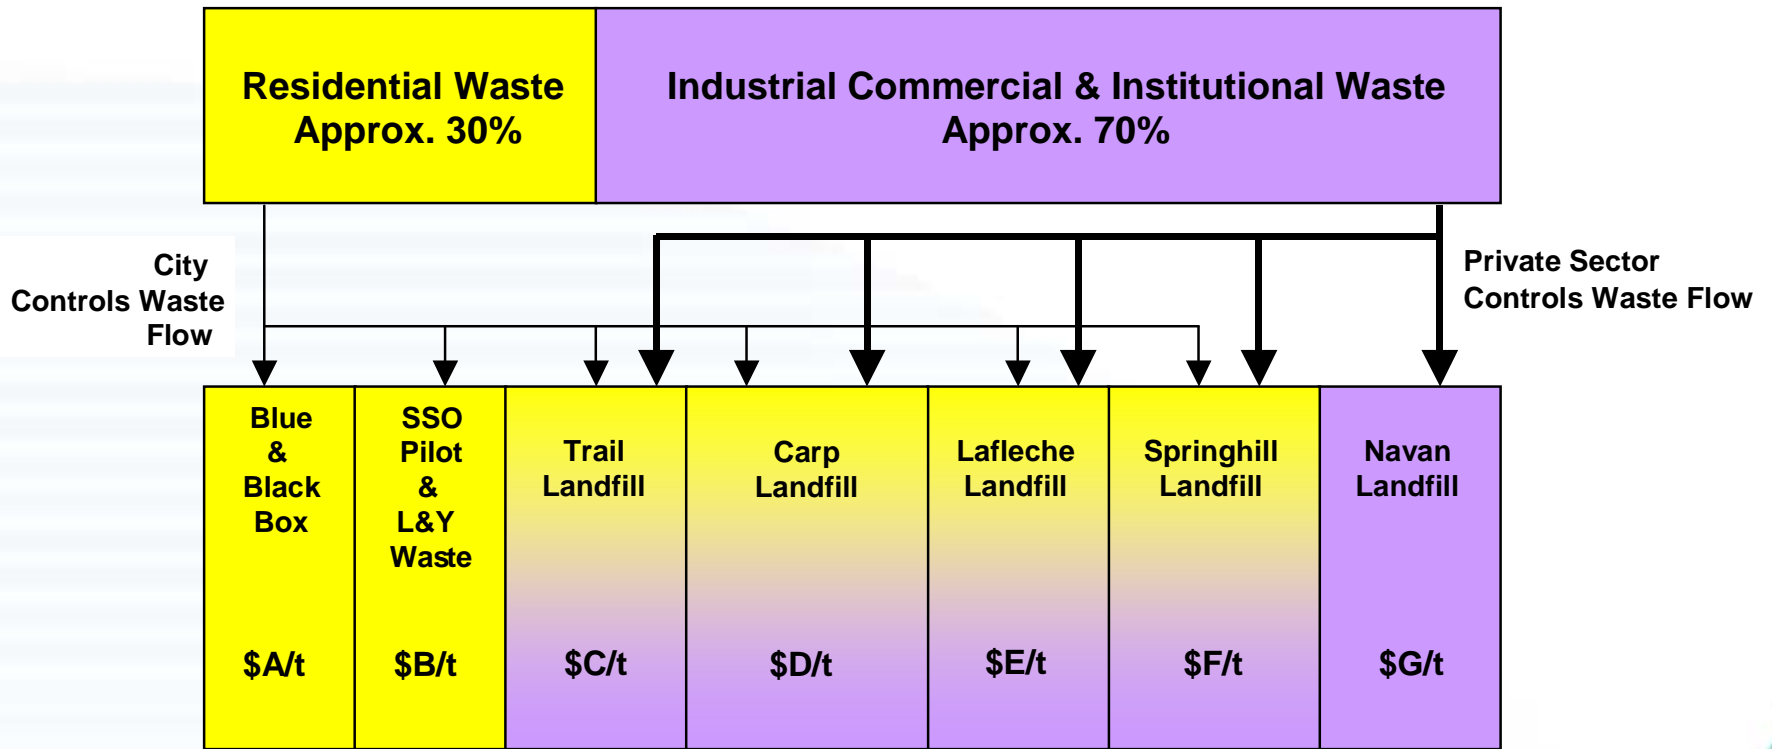 Residential Waste
Approx. 30%
Industrial Commercial & Institutional Waste
Approx. 70%
City
Controls Waste
Flow
Private Sector
Controls Waste Flow
Blue
&
Black
Box
$A/t
SSO
Pilot
&
L&Y
Waste
$B/t
Trail
Landfill
$C/t
Carp
Landfill
$D/t
Lafleche
Landfill
$E/t
Springhill
Landfill
$F/t
Navan
Landfill
$G/t